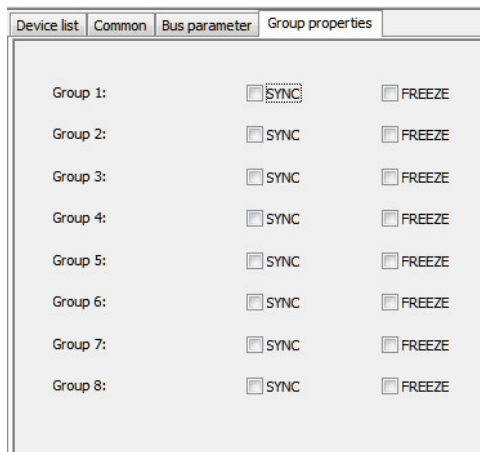 Device list Common Bus parameter Group properties
Group 1: SYNC FREEZE
Group 2: SYNC FREEZE
Group 3: SYNC FREEZE
Group 4: SYNC FREEZE
Group 5: SYNC FREEZE
Group 6: SYNC FREEZE
Group 7: SYNC FREEZE
Group 8: SYNC FREEZE